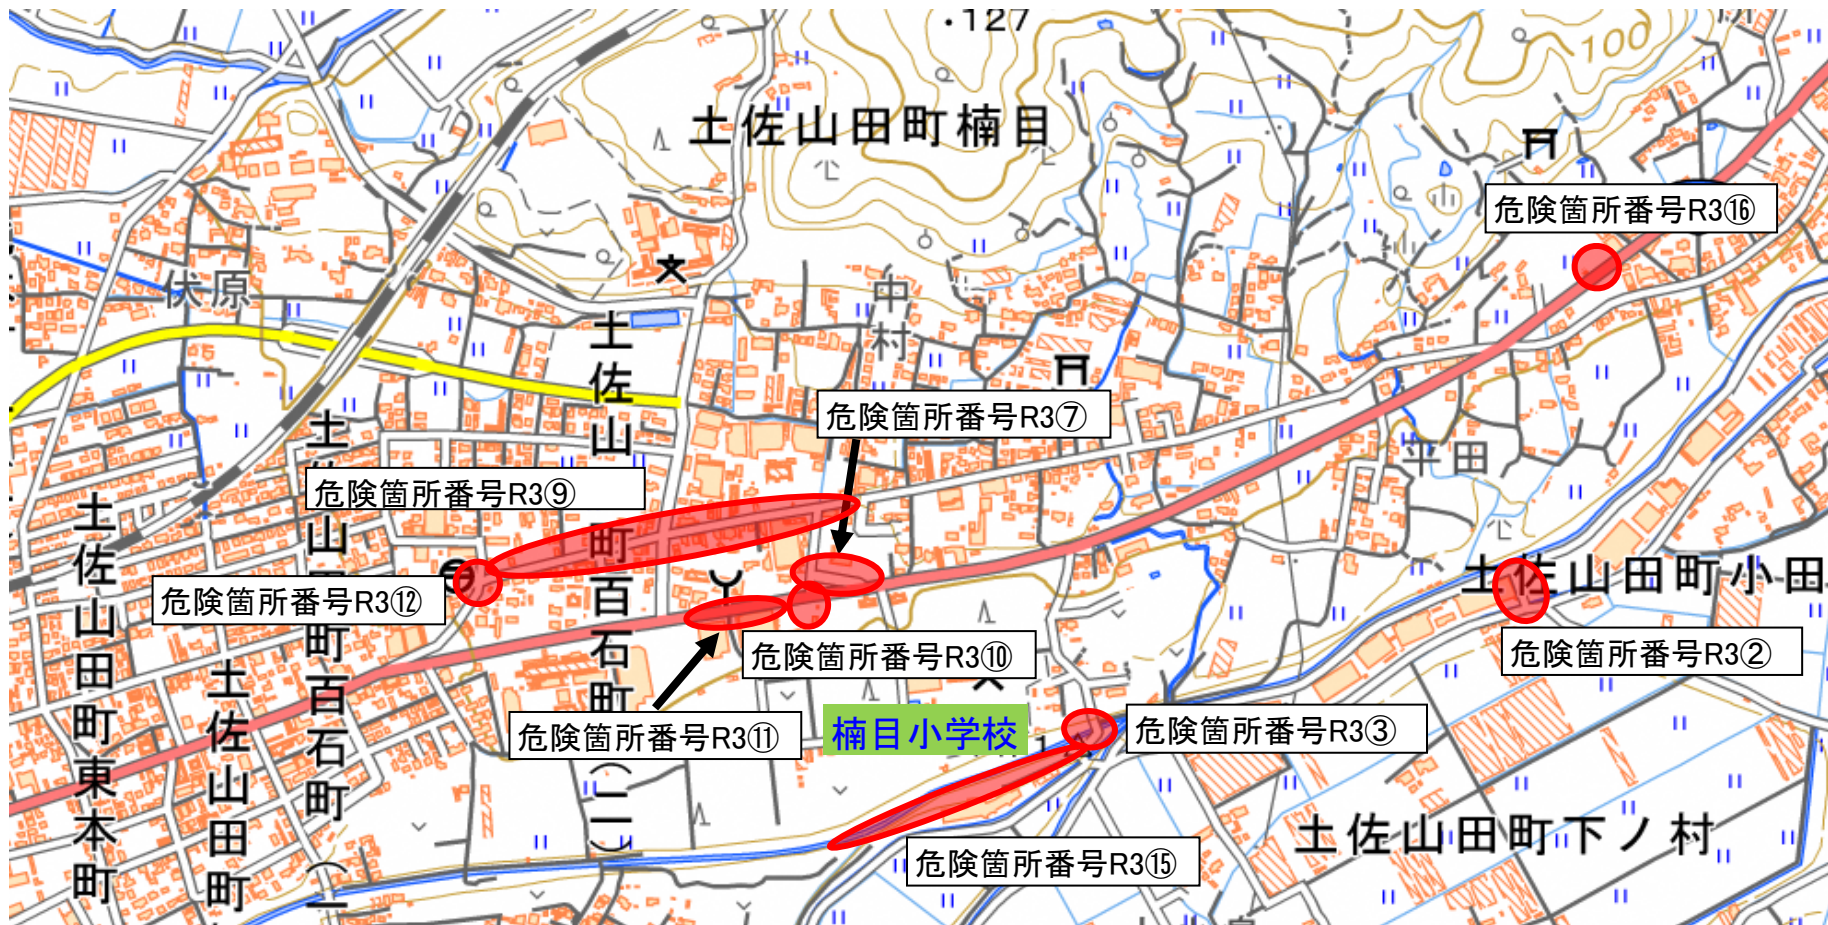 ・127
100
土佐山田町楠目
危険箇所番号R3⑯
伏原
中村
土佐山
危険箇所番号R3⑦
平田
危険箇所番号R3⑨
町百石町(二)
土佐山田町小田
危険箇所番号R3⑫
危険箇所番号R3⑩
危険箇所番号R3②
危険箇所番号R3⑪
楠目小学校
危険箇所番号R3③
土佐山田町東本町
土佐山田町百石町(一)
土佐山田町
土佐山田町下ノ村
危険箇所番号R3⑮